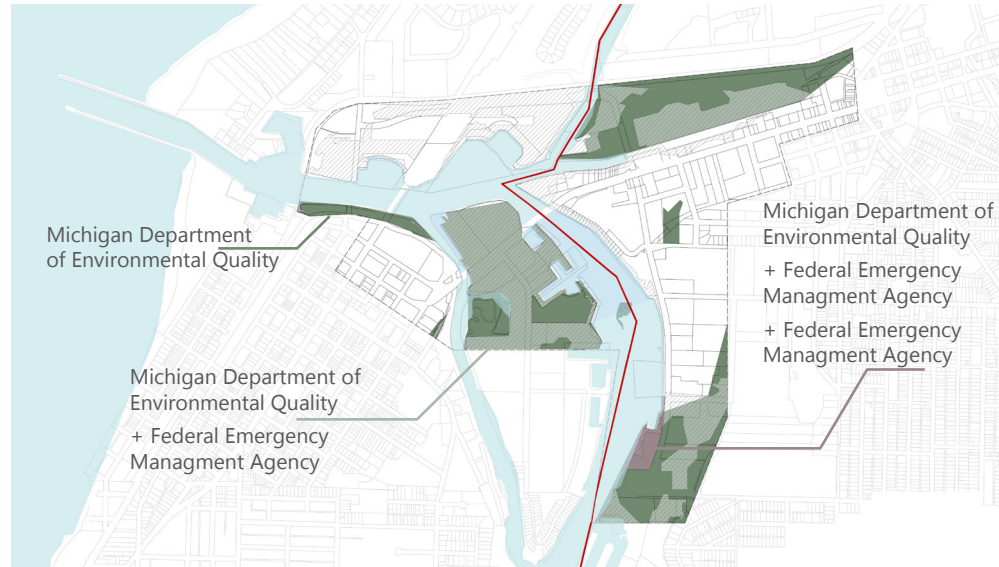 Michigan Department
of Environmental Quality
Michigan Department of
Environmental Quality
+ Federal Emergency
Managment Agency
Michigan Department of
Environmental Quality
+ Federal Emergency
Managment Agency
+ Federal Emergency
Managment Agency